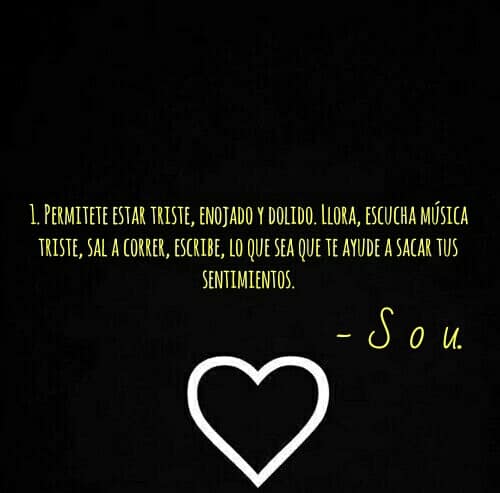 1. Permitete estar triste, enojado y dolido. Llora, escucha música
triste, sal a correr, escribe, lo que sea que te ayude a sacar tus
sentimientos.
- Sou.